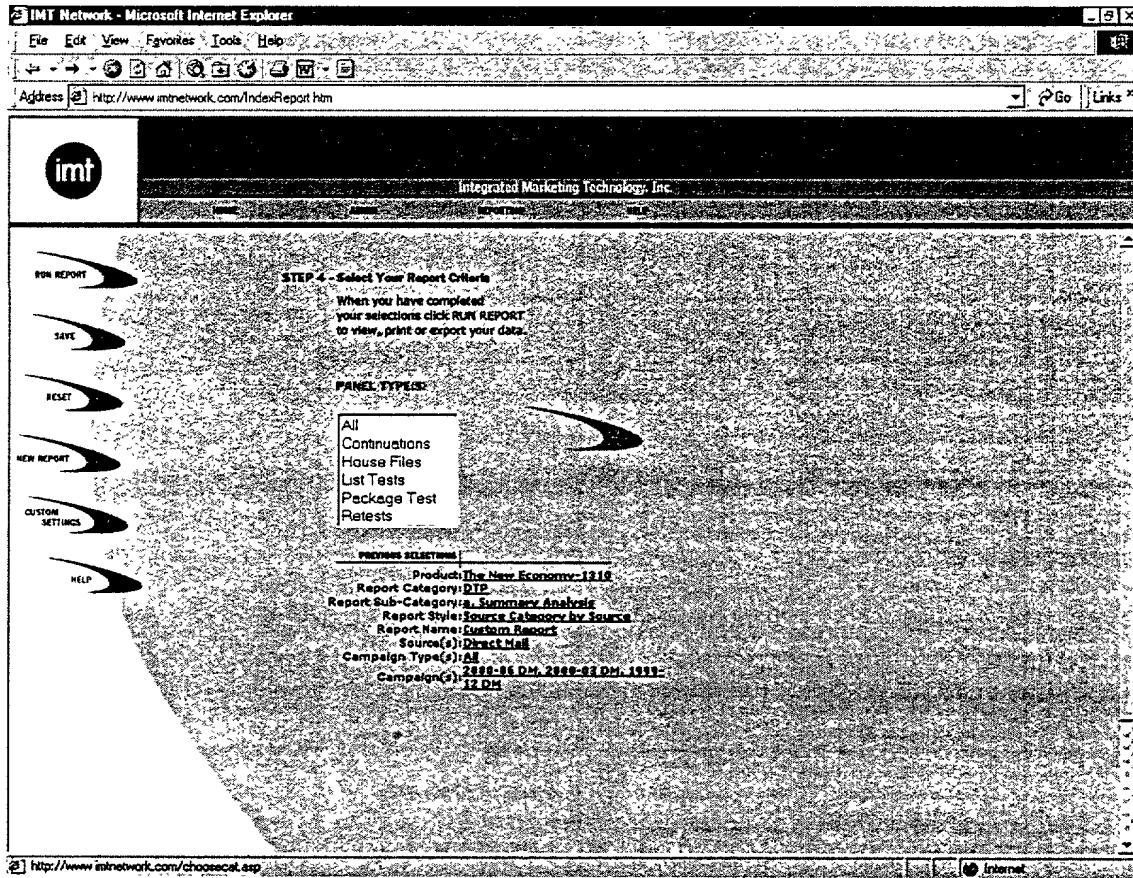 IMT Network - Microsoft Internet Explorer
File Edit View Favorites Tools Help
Address http://www.imtnetwork.com/IndexReport.htm Go Links »
imt
Integrated Marketing Technology, Inc.
HOME ADMIN REPORTING HELP
RUN REPORT
SAVE
RESET
NEW REPORT
CUSTOM SETTINGS
HELP
STEP 4 - Select Your Report Criteria
When you have completed
your selections click RUN REPORT
to view, print or export your data.
PANEL TYPE(S):
All
Continuations
House Files
List Tests
Package Test
Retests
PREVIOUS SELECTIONS
Product: The New Economy-1310
Report Category: DTP
Report Sub-Category: a. Summary Analysis
Report Style: Source Category by Source
Report Name: Custom Report
Source(s): Direct Mail
Campaign Type(s): All
Campaign(s): 2000-06 DM, 2000-03 DM, 1999-
12 DM
http://www.imtnetwork.com/choosecat.asp Internet